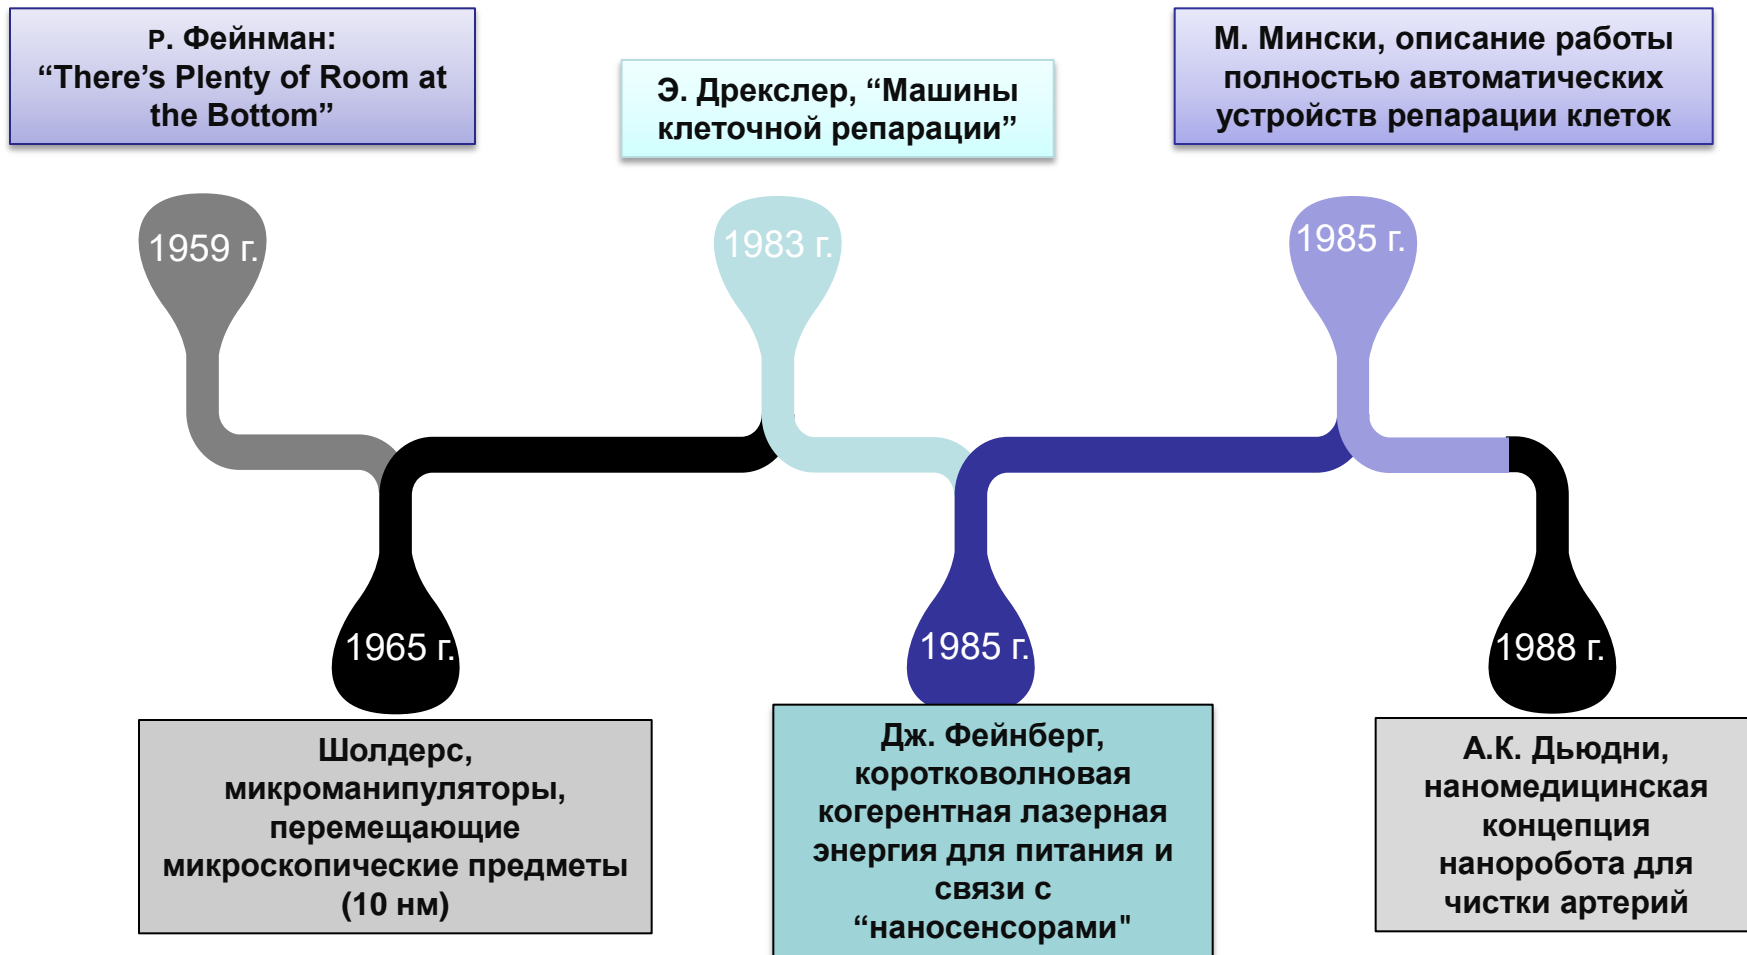 Р. Фейнман:
“There’s Plenty of Room at
the Bottom”
Э. Дрекслер, “Машины
клеточной репарации”
М. Мински, описание работы
полностью автоматических
устройств репарации клеток
1959 г.
1983 г.
1985 г.
1965 г.
1985 г.
1988 г.
Шолдерс,
микроманипуляторы,
перемещающие
микроскопические предметы
(10 нм)
Дж. Фейнберг,
коротковолновая
когерентная лазерная
энергия для питания и
связи с
“наносенсорами"
А.К. Дьюдни,
наномедицинская
концепция
наноробота для
чистки артерий